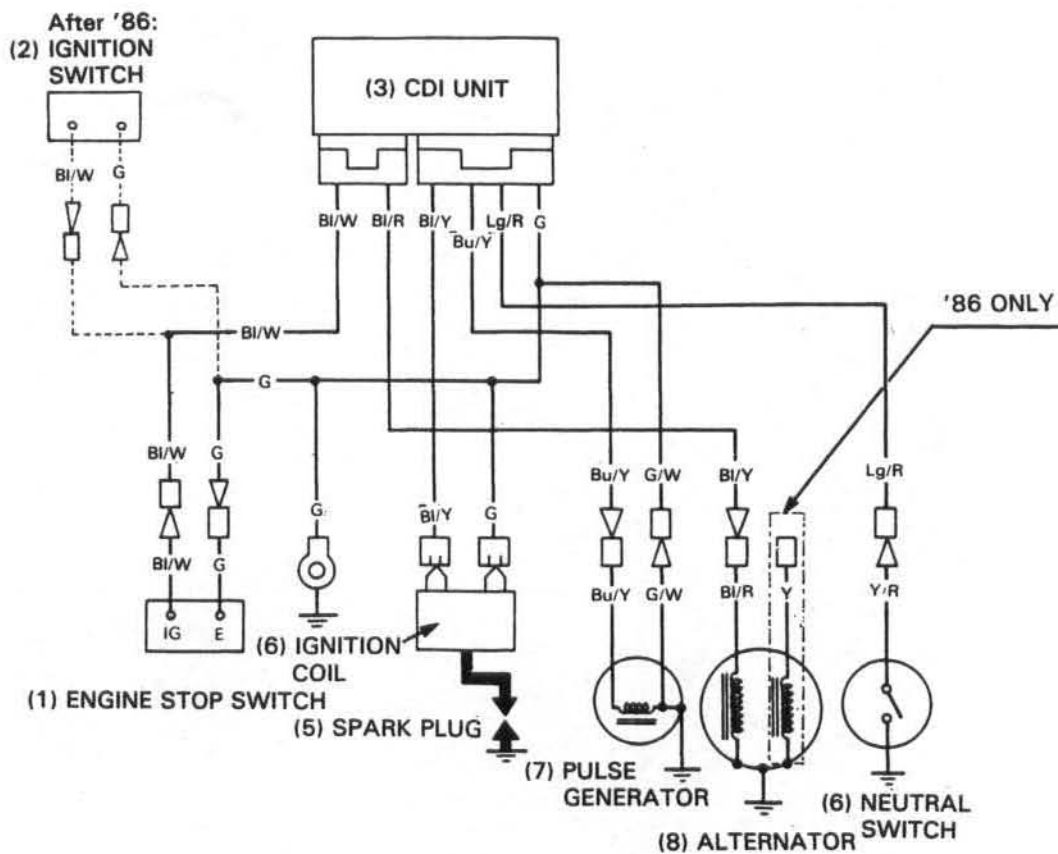 After '86:
(2) IGNITION
SWITCH
(3) CDI UNIT
Bl/W
G
Bl/W
Bl/R
Bl/Y
Bu/Y
Lg/R
G
'86 ONLY
Bl/W
G
Bl/W
G
G
Bl/Y
G
Bu/Y
G/W
Bl/Y
Lg/R
Bl/W
G
Bu/Y
G/W
Bl/R
Y
Y/R
IG
E
(6) IGNITION
COIL
(1) ENGINE STOP SWITCH
(5) SPARK PLUG
(7) PULSE
GENERATOR
(8) ALTERNATOR
(6) NEUTRAL
SWITCH